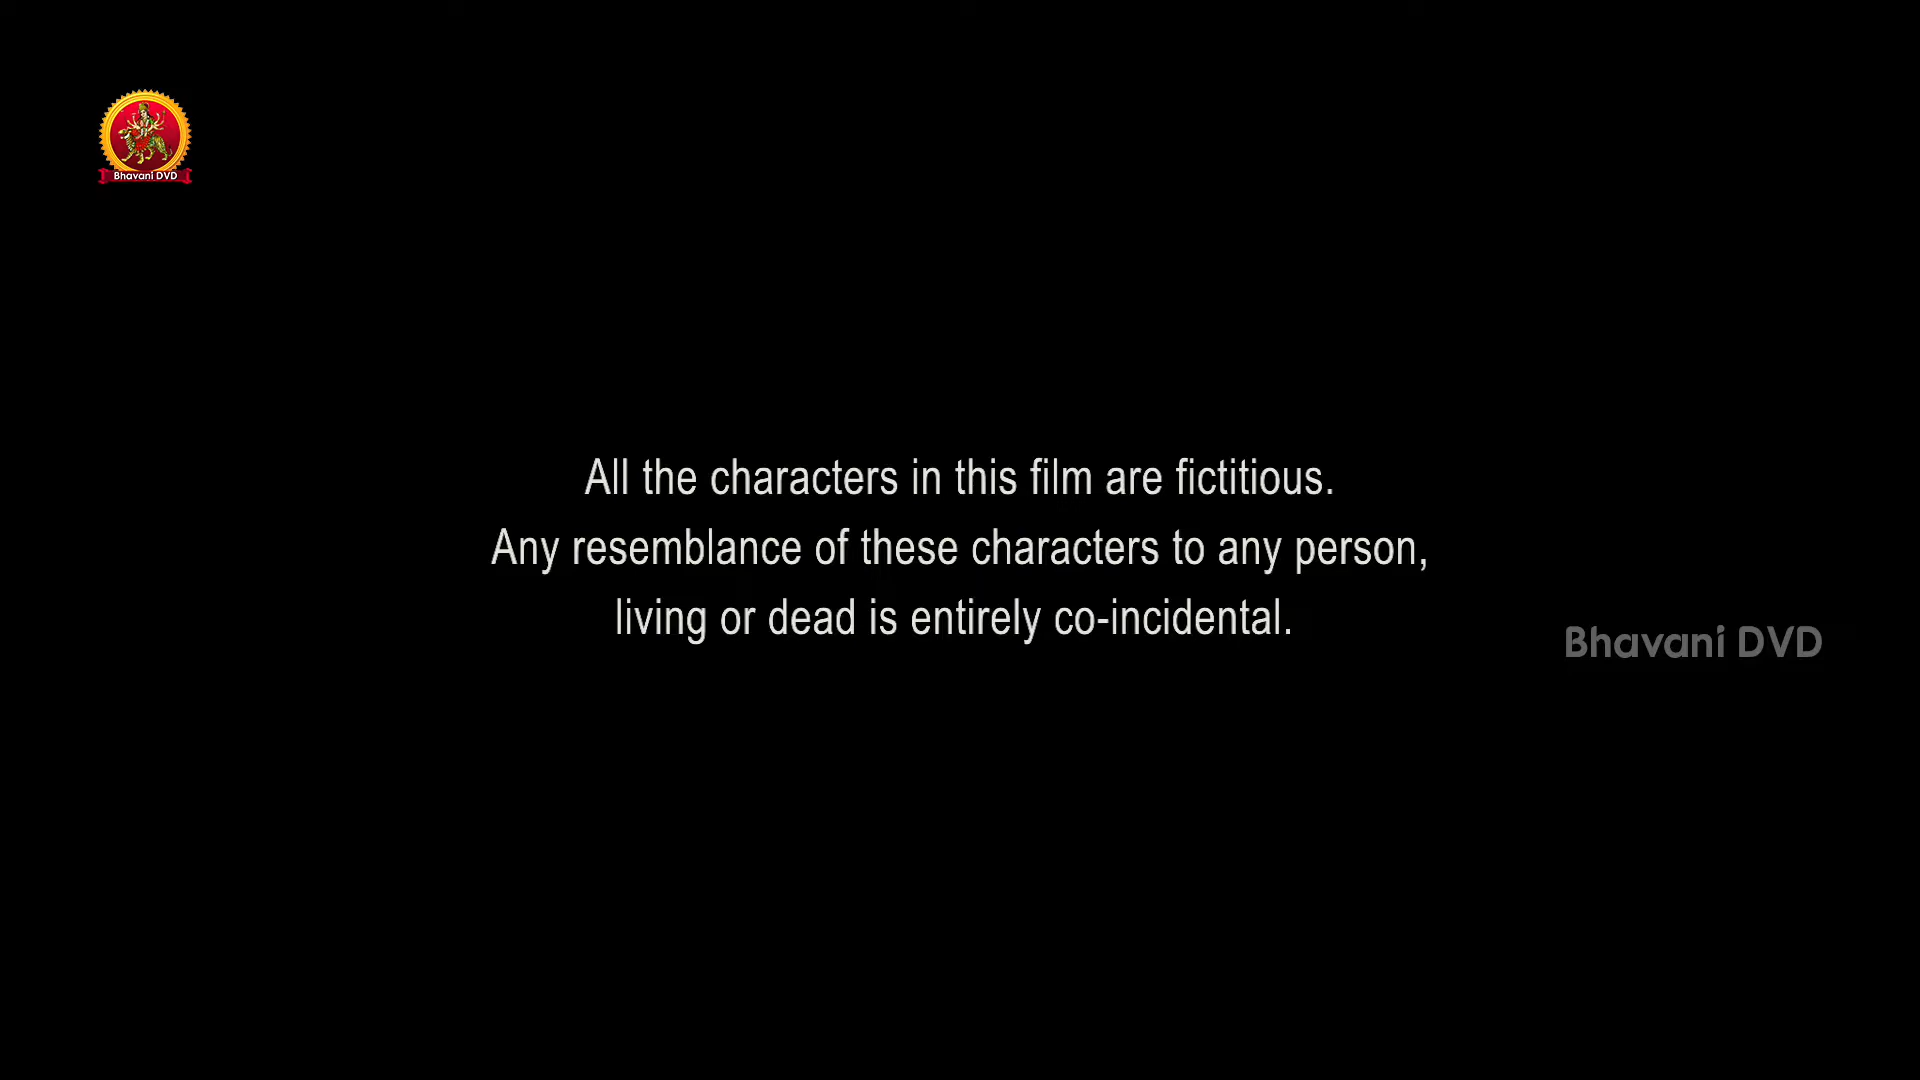 Bhavani DVD
All the characters in this film are fictitious.
Any resemblance of these characters to any person,
living or dead is entirely co-incidental.
Bhavani DVD